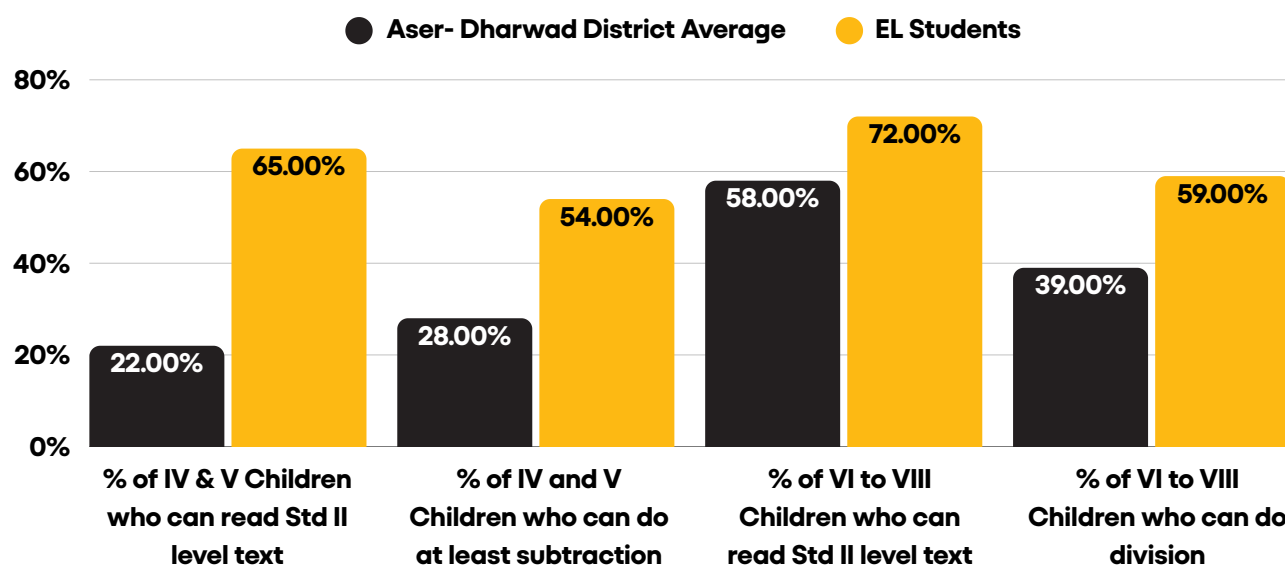 Aser- Dharwad District Average
EL Students
80%
60%
40%
20%
0%
22.00%
65.00%
28.00%
54.00%
58.00%
72.00%
39.00%
59.00%
% of IV & V Children
who can read Std II
level text
% of IV and V
Children who can do
at least subtraction
% of VI to VIII
Children who can
read Std II level text
% of VI to VIII
Children who can do
division